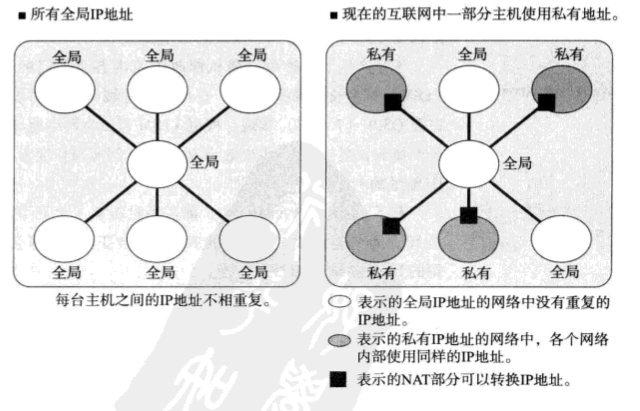 ■ 所有全局IP地址
全局 全局 全局
全局
全局 全局 全局
每台主机之间的IP地址不相重复。
■ 现在的互联网中一部分主机使用私有地址。
私有 全局 私有
全局
私有 私有 全局
表示的全局IP地址的网络中没有重复的
IP地址。
表示的私有IP地址的网络中，各个网络
内部使用同样的IP地址。
表示的NAT部分可以转换IP地址。